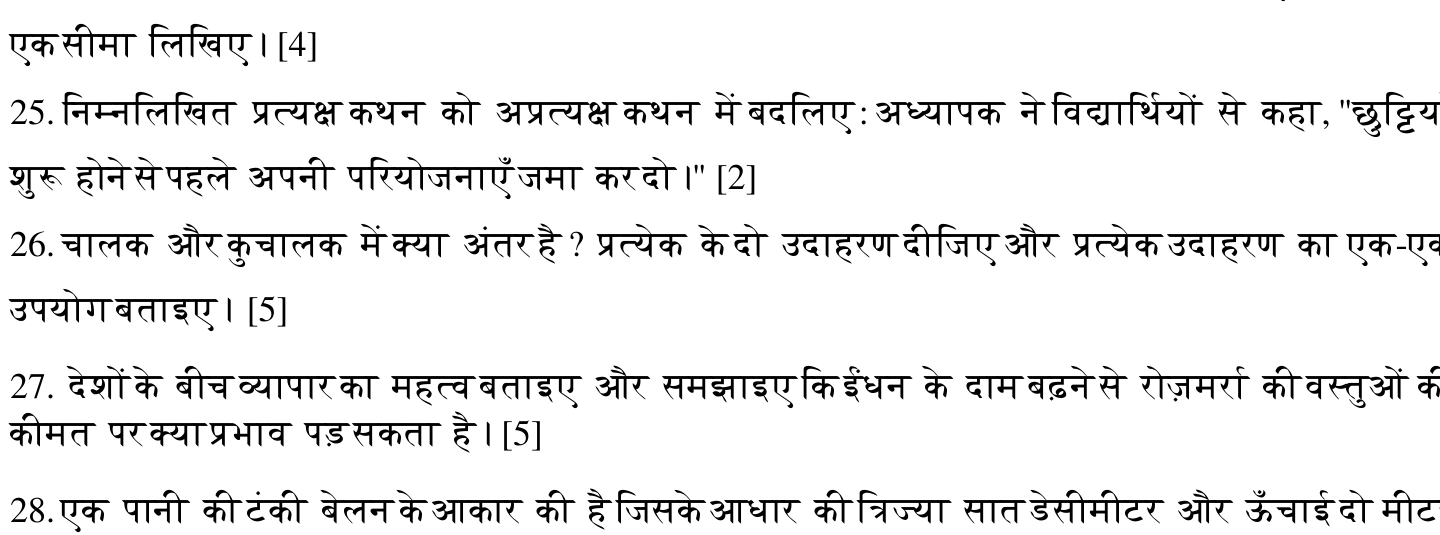 एक सीमा लिखिए। [4]
25. निम्नलिखित प्रत्यक्ष कथन को अप्रत्यक्ष कथन में बदलिए : अध्यापक ने विद्यार्थियों से कहा, "
शुरू होने से पहले अपनी परियोजनाएँ जमा कर दो।" [2]
26. चालक और कुचालक में क्या अंतर है? प्रत्येक के दो उदाहरण दीजिए और प्रत्येक उदाहरण का एक-
उपयोग बताइए। [5]
27. देशों के बीच व्यापार का महत्व बताइए और समझाइए कि ईंधन के दाम बढ़ने से रोज़मर्रा की वस्तुओं की
कीमत पर क्या प्रभाव पड़ सकता है। [5]
28. एक पानी की टंकी बेलन के आकार की है जिसके आधार की त्रिज्या सात डेसीमीटर और ऊँचाई दो